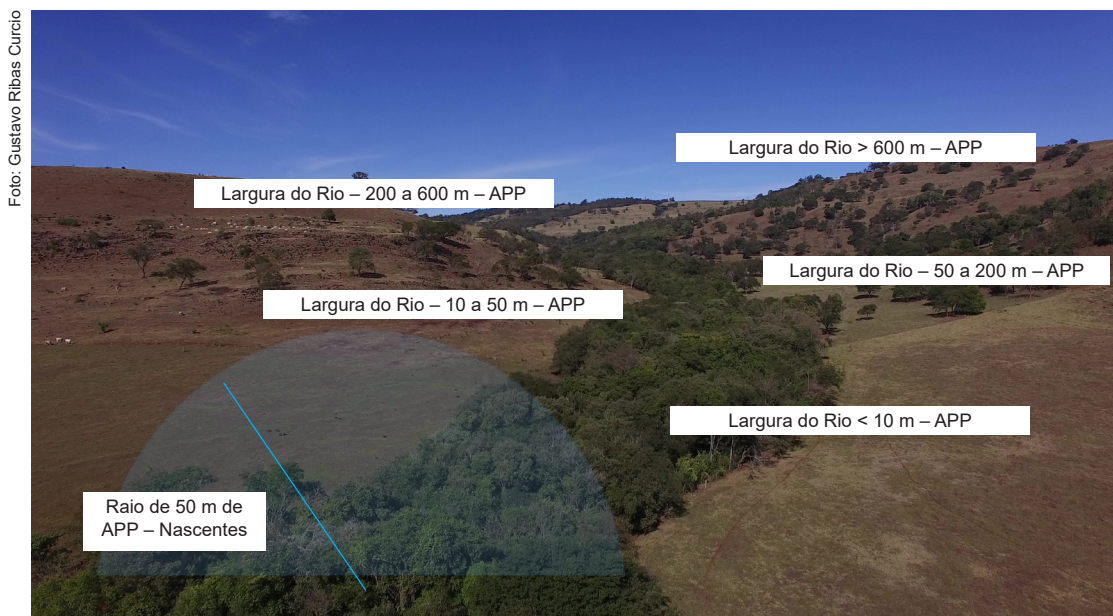 Foto: Gustavo Ribas Curcio
Largura do Rio > 600 m – APP
Largura do Rio – 200 a 600 m – APP
Largura do Rio – 50 a 200 m – APP
Largura do Rio – 10 a 50 m – APP
Largura do Rio < 10 m – APP
Raio de 50 m de
APP – Nascentes